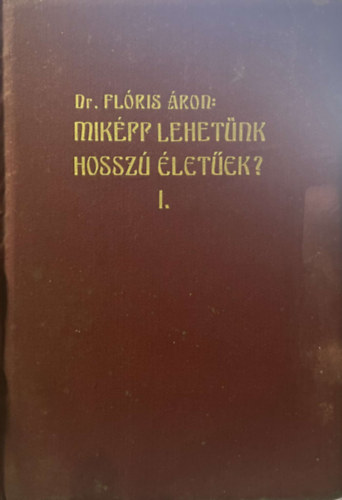 Dr. FLÓRIS ÁRON:
MIKÉPP LEHETÜNK
HOSSZÚ ÉLETŰEK?
I.